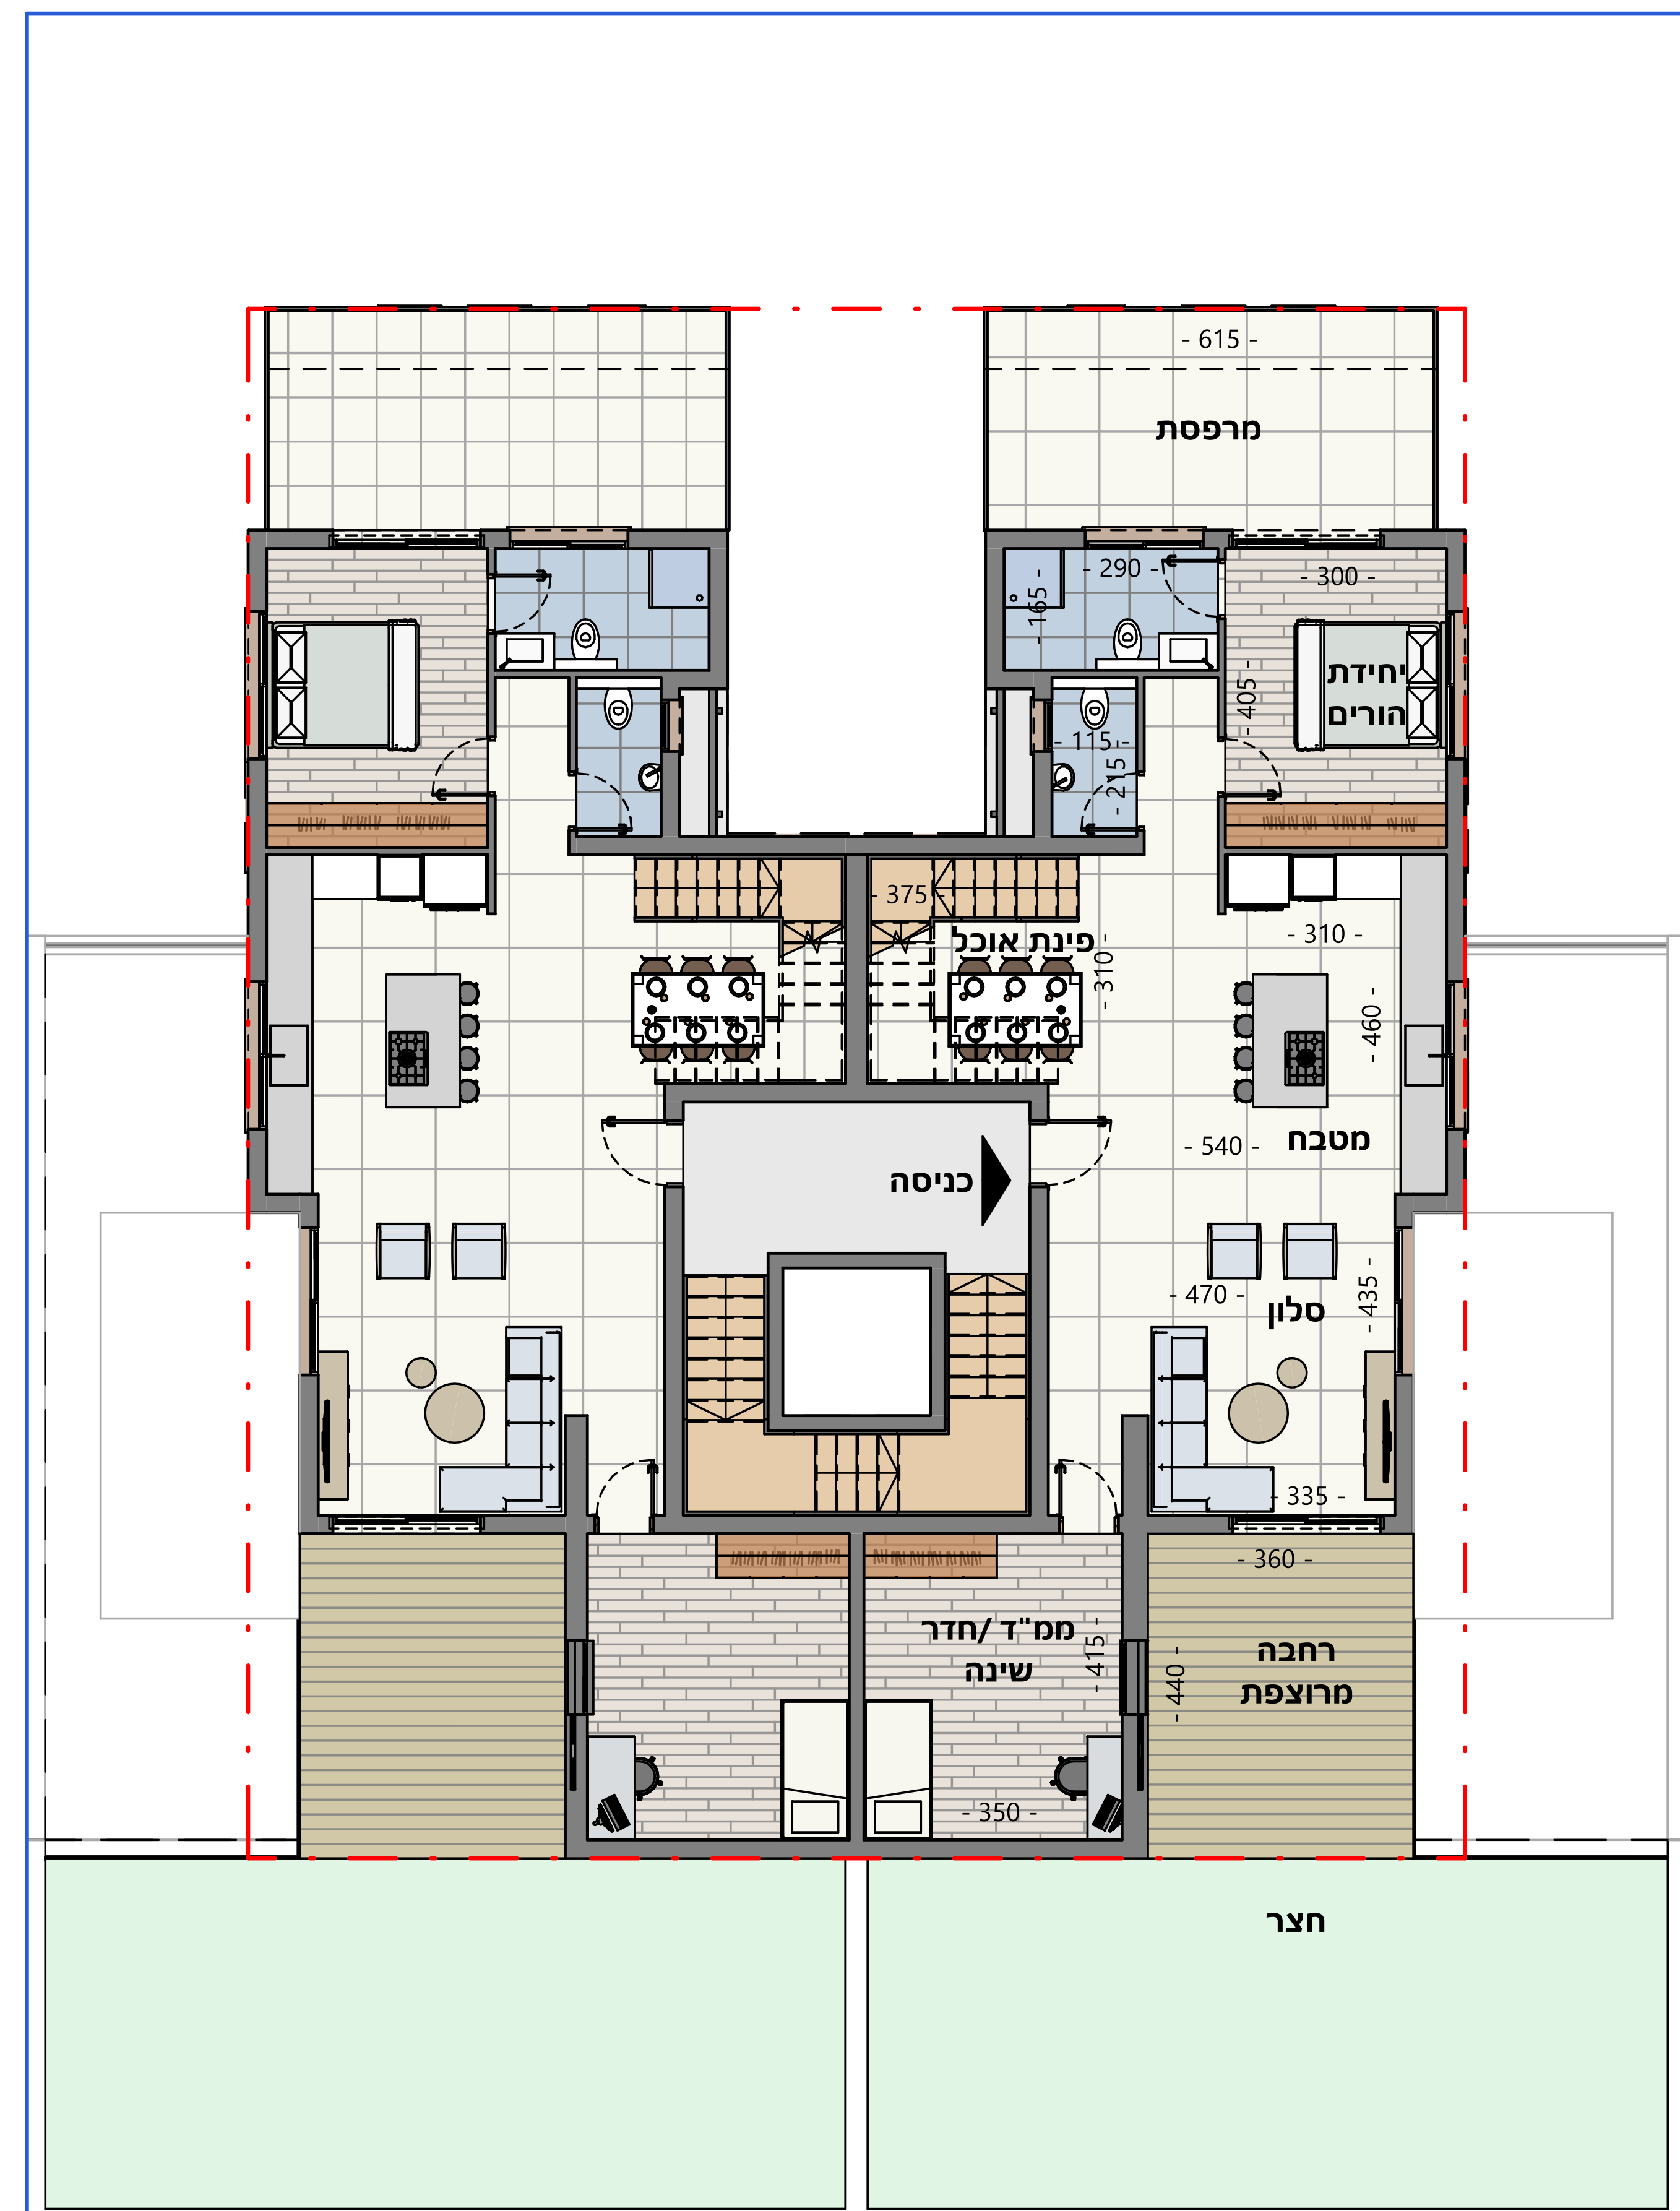 - 615 -
מרפסת
- 290 -
- 165 -
- 300 -
יחידת
הורים
- 405 -
- 115 -
- 215 -
- 375 -
פינת אוכל
- 310 -
- 310 -
- 460 -
מטבח
- 540 -
כניסה
- 470 -
סלון
- 435 -
- 335 -
- 360 -
ממ"ד /חדר
שינה
- 415 -
- 440 -
רחבה
מרוצפת
- 350 -
חצר